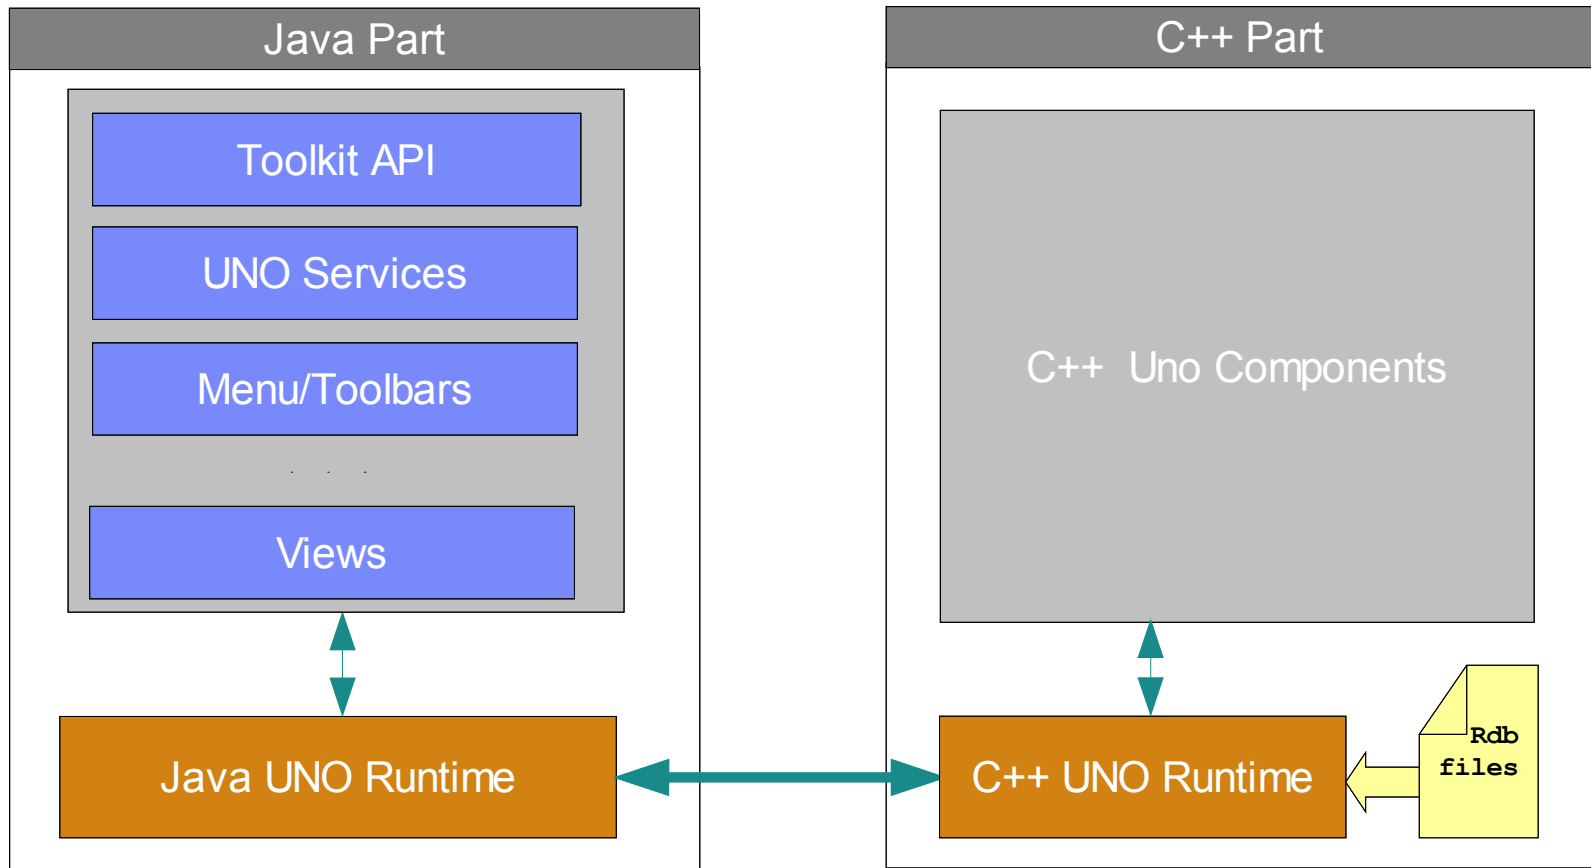 Java Part
Toolkit API
UNO Services
Menu/Toolbars
. . .
Views
Java UNO Runtime
C++ Part
C++  Uno Components
C++ UNO Runtime
Rdb
files